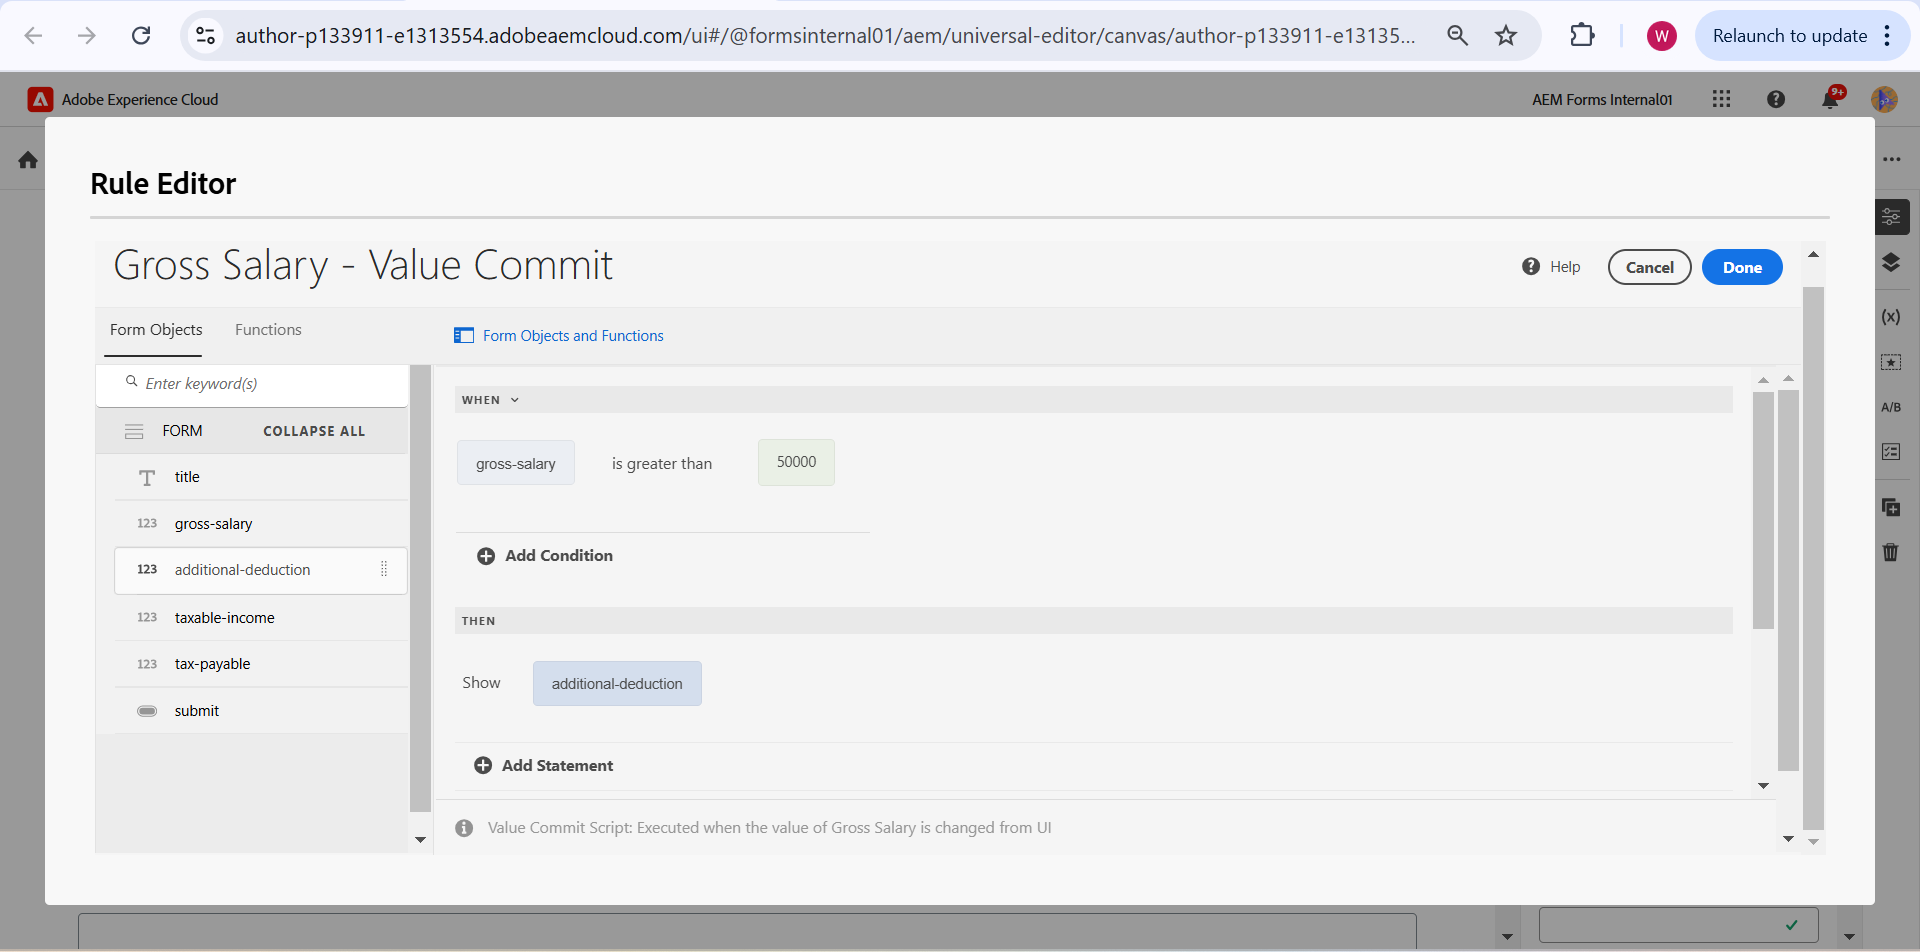 author-p133911-e1313554.adobeaemcloud.com/ui#/@formsinternal01/aem/universal-editor/canvas/author-p133911-e13135...
W
Relaunch to update
Adobe Experience Cloud
AEM Forms Internal01
9+
Rule Editor
Gross Salary - Value Commit
Help
Cancel
Done
Form Objects
Functions
Form Objects and Functions
(x)
Enter keyword(s)
WHEN
A/B
FORM
COLLAPSE ALL
gross-salary
is greater than
50000
T title
123 gross-salary
Add Condition
123 additional-deduction
123 taxable-income
THEN
123 tax-payable
Show
additional-deduction
submit
Add Statement
Value Commit Script: Executed when the value of Gross Salary is changed from UI